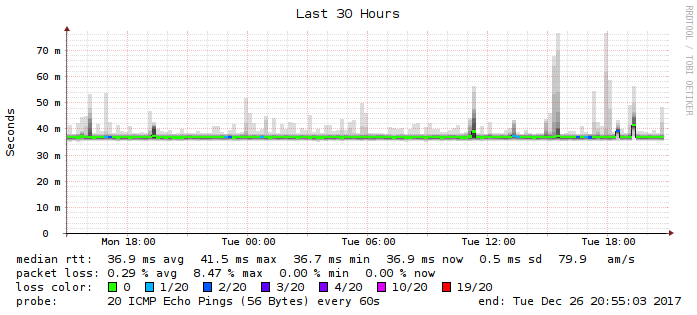 Last 30 Hours
RRDTOOL / TOBI OETIKER
Seconds
70 m
60 m
50 m
40 m
30 m
20 m
10 m
0
Mon 18:00 Tue 00:00 Tue 06:00 Tue 12:00 Tue 18:00
median rtt: 36.9 ms avg 41.5 ms max 36.7 ms min 36.9 ms now 0.5 ms sd 79.9 am/s
packet loss: 0.29 % avg 8.47 % max 0.00 % min 0.00 % now
loss color: 0 1/20 2/20 3/20 4/20 10/20 19/20
probe: 20 ICMP Echo Pings (56 Bytes) every 60s end: Tue Dec 26 20:55:03 2017